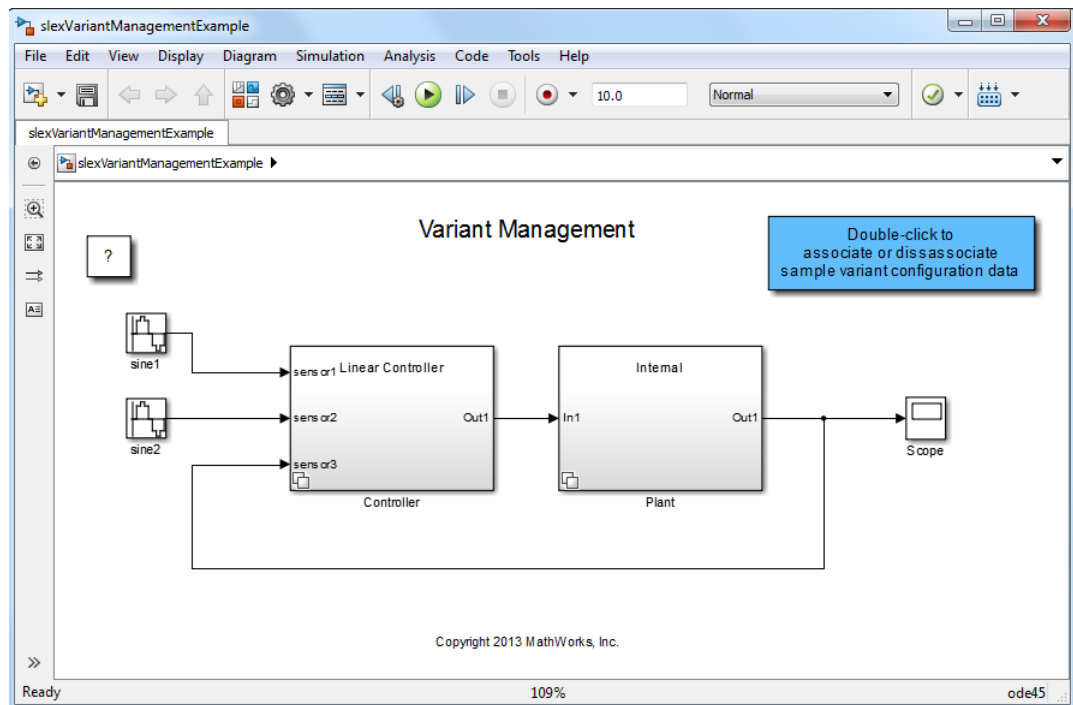 slexVariantManagementExample
File Edit View Display Diagram Simulation Analysis Code Tools Help
10.0 Normal
slexVariantManagementExample
slexVariantManagementExample
Variant Management
?
Double-click to
associate or dissassociate
sample variant configuration data
sine1
sensor1 Linear Controller
Internal
sine2
sensor2 Out1
In1 Out1
Scope
sensor3
Controller
Plant
Copyright 2013 MathWorks, Inc.
Ready 109% ode45